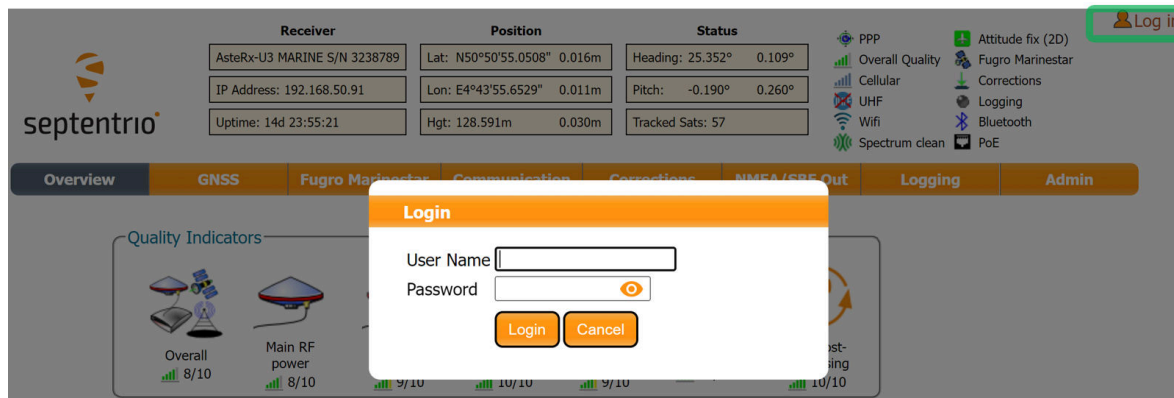 Log in
Receiver
Position
Status
AsteRx-U3 MARINE S/N 3238789
Lat: N50°50'55.0508" 0.016m
Heading: 25.352° 0.109°
IP Address: 192.168.50.91
Lon: E4°43'55.6529" 0.011m
Pitch: -0.190° 0.260°
Uptime: 14d 23:55:21
Hgt: 128.591m 0.030m
Tracked Sats: 57
PPP
Attitude fix (2D)
Overall Quality
Fugro Marinestar
Cellular
Corrections
UHF
Logging
Wifi
Bluetooth
Spectrum clean
PoE
septentrio
Overview
GNSS
Fugro Marinestar
Communication
Corrections
NMEA/SBF Out
Logging
Admin
Quality Indicators
Login
User Name
Password
Login
Cancel
Overall
8/10
Main RF
power
8/10
9/10
10/10
9/10
10/10